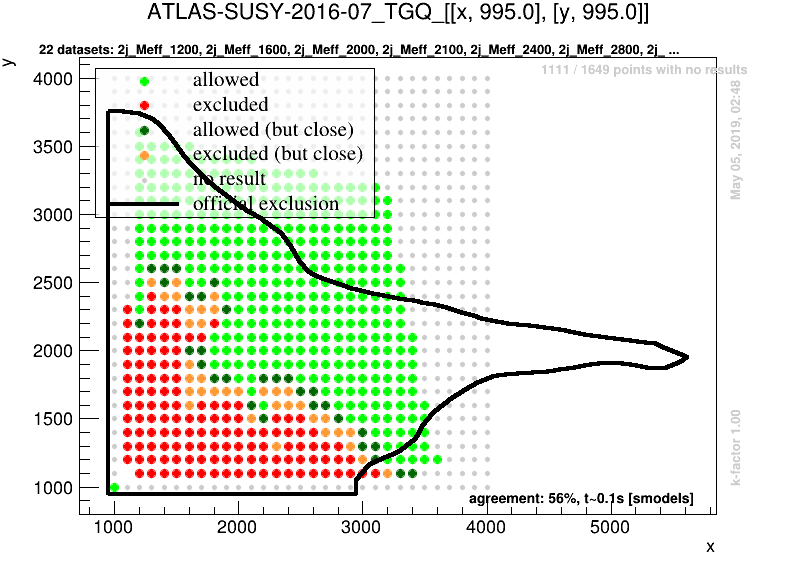 ATLAS-SUSY-2016-07_TGQ_[[x, 995.0], [y, 995.0]]
22 datasets: 2j_Meff_1200, 2j_Meff_1600, 2j_Meff_2000, 2j_Meff_2100, 2j_Meff_2400, 2j_Meff_2800, 2j_ ...
y
1111 / 1649 points with no results
4000
allowed
excluded
allowed (but close)
excluded (but close)
no result
official exclusion
May 05, 2019, 02:48
3500
3000
2500
2000
1500
1000
k-factor 1.00
agreement: 56%, t~0.1s [smodels]
1000 2000 3000 4000 5000
x